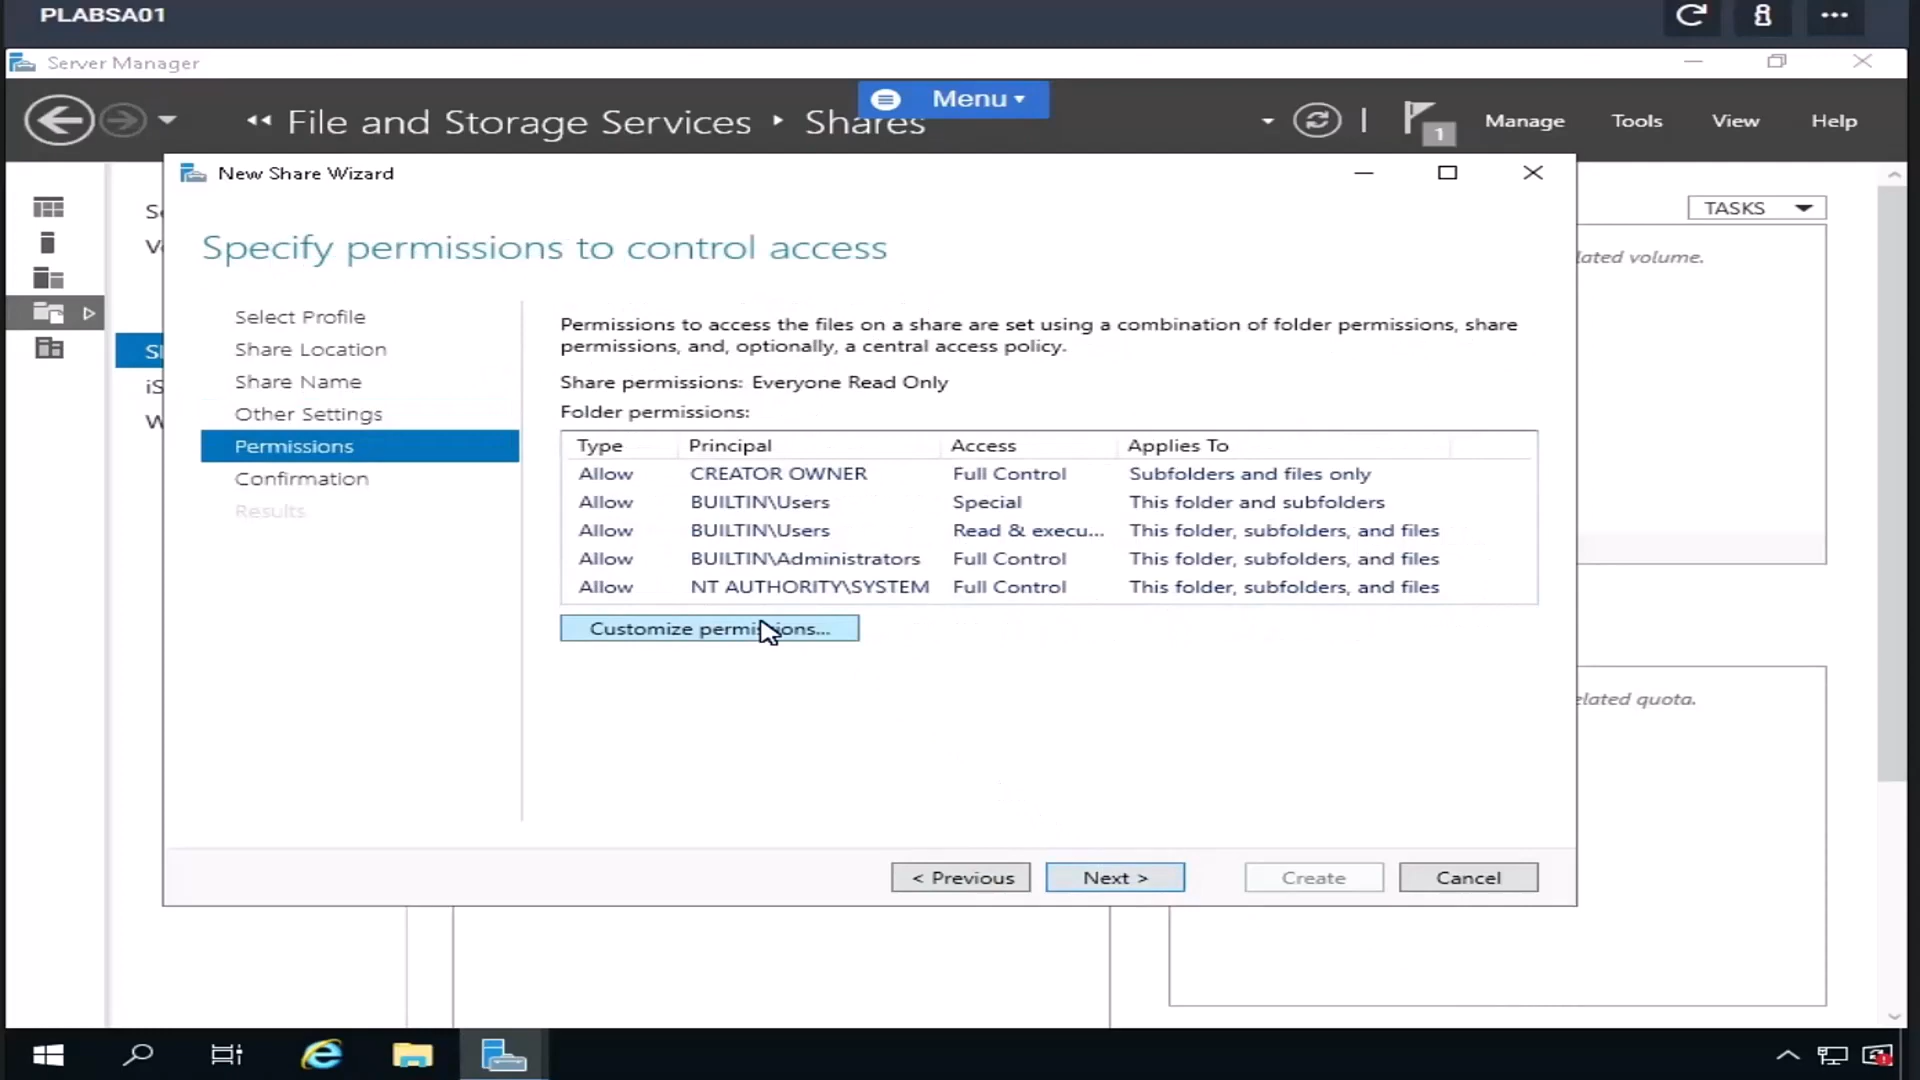 PLABSA01
Server Manager
Menu
File and Storage Services
Shares
1
Manage
Tools
View
Help
New Share Wizard
TASKS
Specify permissions to control access
lated volume.
Select Profile
Share Location
Share Name
Other Settings
Permissions
Confirmation
Results
Permissions to access the files on a share are set using a combination of folder permissions, share
permissions, and, optionally, a central access policy.
Share permissions: Everyone Read Only
Folder permissions:
Type Principal Access Applies To
Allow CREATOR OWNER Full Control Subfolders and files only
Allow BUILTIN\Users Special This folder and subfolders
Allow BUILTIN\Users Read & execu... This folder, subfolders, and files
Allow BUILTIN\Administrators Full Control This folder, subfolders, and files
Allow NT AUTHORITY\SYSTEM Full Control This folder, subfolders, and files
Customize permissions...
elated quota.
< Previous
Next >
Create
Cancel